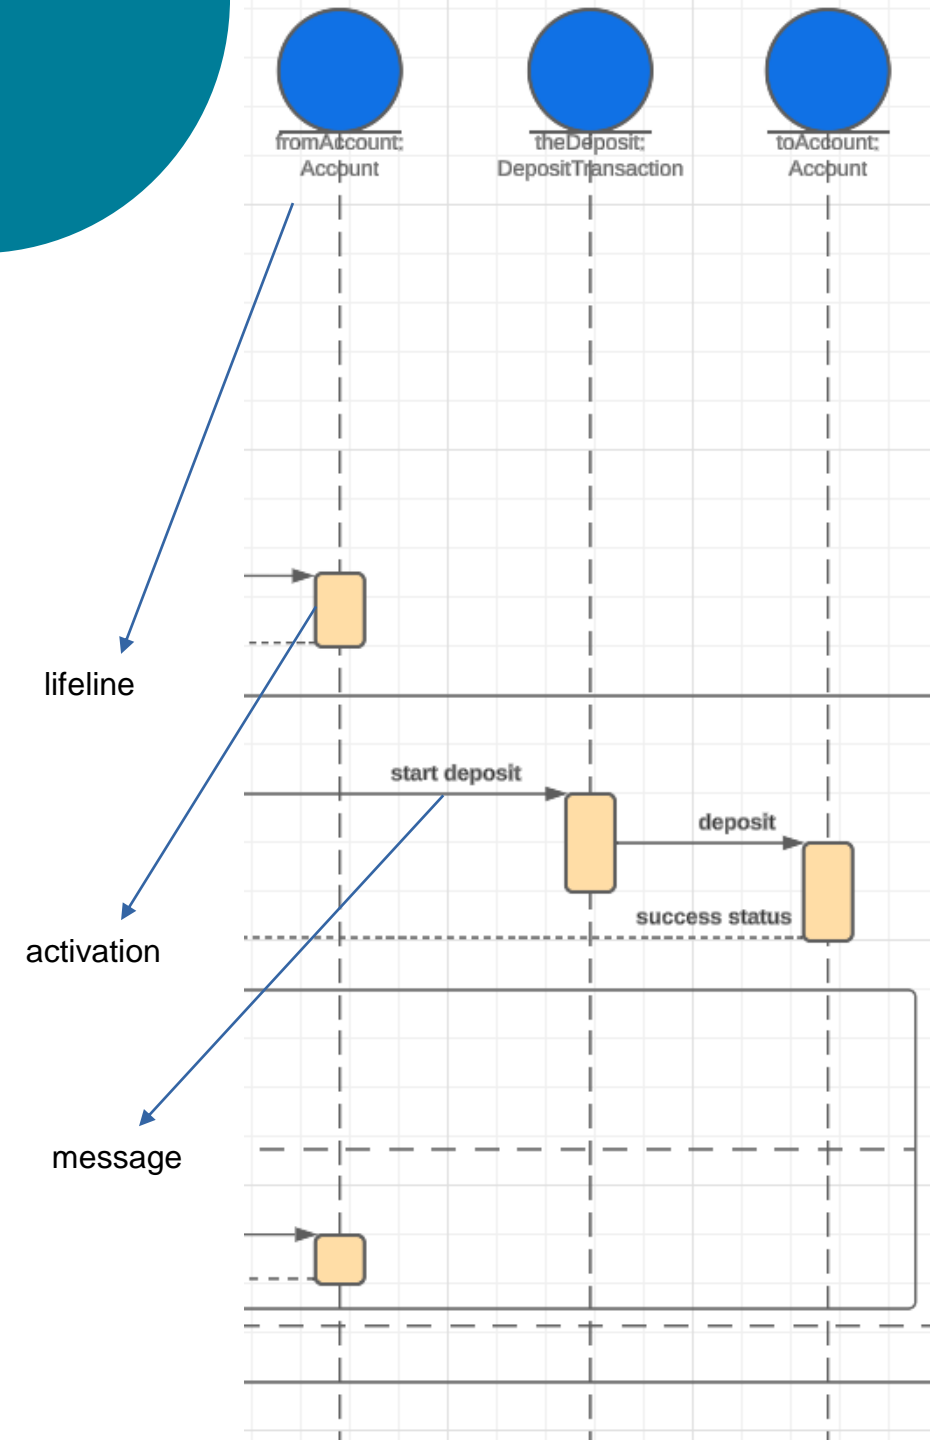 fromAccount;
Account
theDeposit;
DepositTransaction
toAccount;
Account
lifeline
start deposit
deposit
success status
activation
message